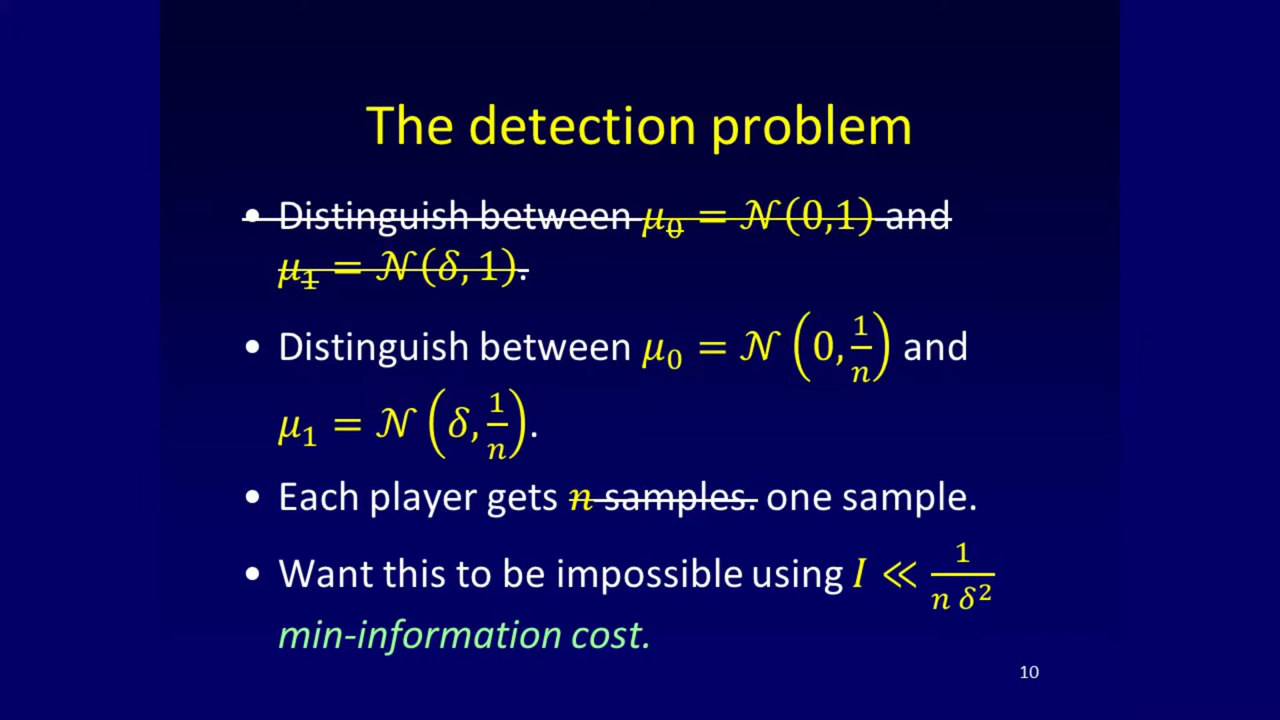 The detection problem
• Distinguish between μ₀ = 𝒩(0,1) and
μ₁ = 𝒩(δ, 1).
• Distinguish between μ₀ = 𝒩(0, 1/n) and
μ₁ = 𝒩(δ, 1/n).
• Each player gets n samples. one sample.
• Want this to be impossible using I ≪ 1/(n δ²)
min-information cost.
10